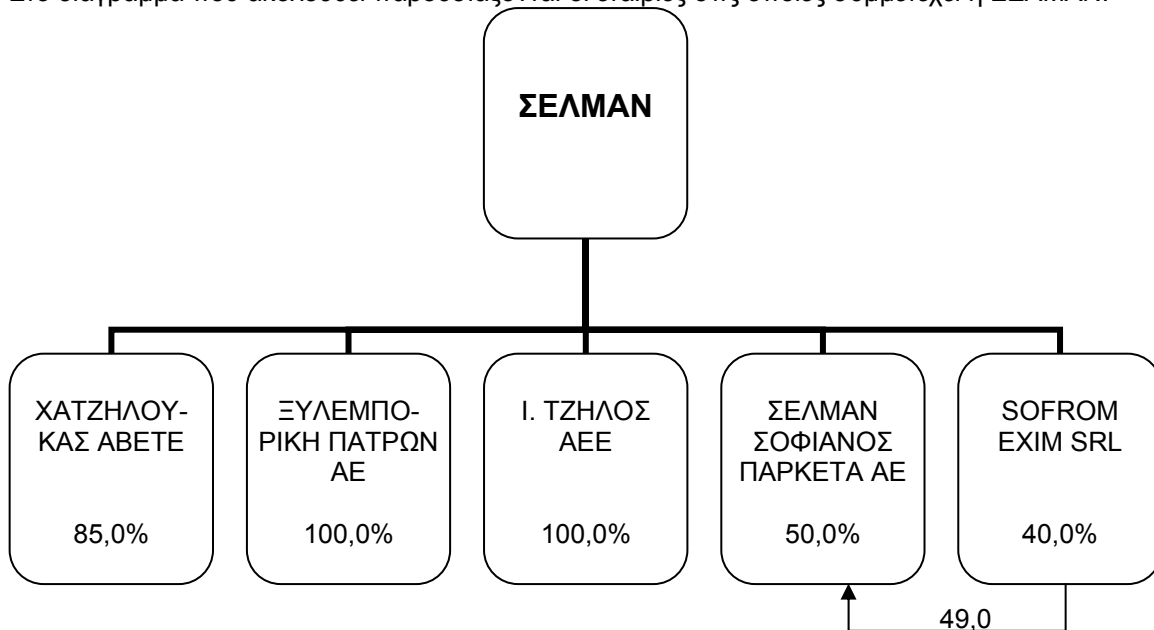 ΣΕΛΜΑΝ
ΧΑΤΖΗΛΟΥ-
ΚΑΣ ΑΒΕΤΕ
85,0%
ΞΥΛΕΜΠΟ-
ΡΙΚΗ ΠΑΤΡΩΝ
ΑΕ
100,0%
Ι. ΤΖΗΛΟΣ
ΑΕΕ
100,0%
ΣΕΛΜΑΝ
ΣΟΦΙΑΝΟΣ
ΠΑΡΚΕΤΑ ΑΕ
50,0%
SOFROM
EXIM SRL
40,0%
49,0